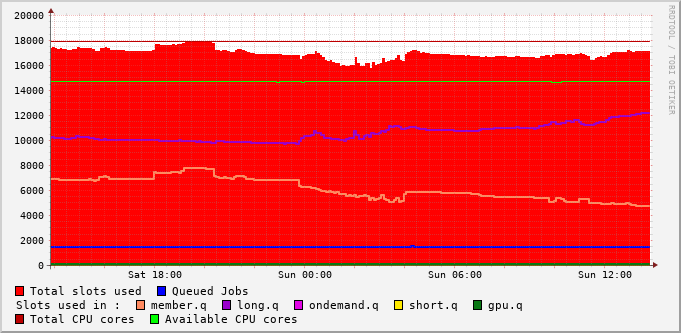 RRDTOOL / TOBI OETIKER
20000
18000
16000
14000
12000
10000
8000
6000
4000
2000
0
Sat 18:00 Sun 00:00 Sun 06:00 Sun 12:00
Total slots used Queued Jobs
Slots used in : member.q long.q ondemand.q short.q gpu.q
Total CPU cores Available CPU cores